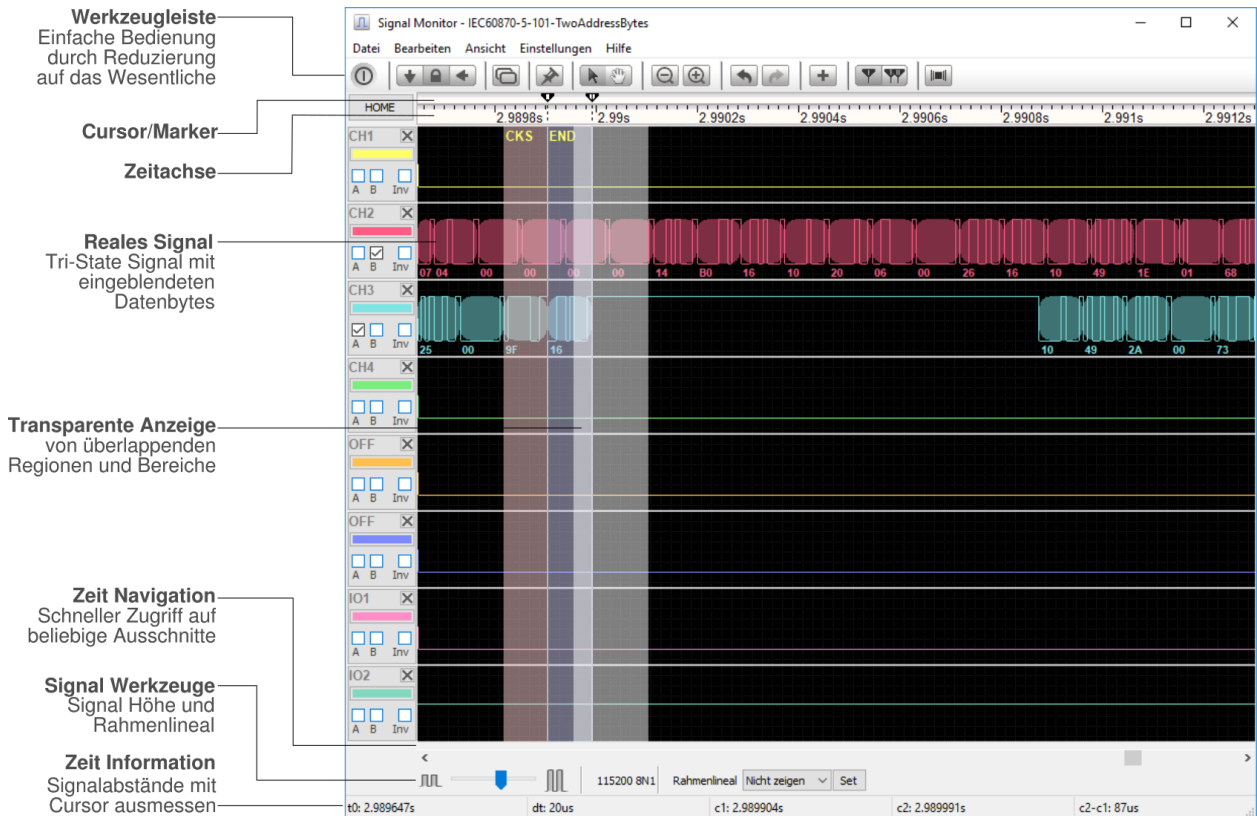 Werkzeugleiste
Einfache Bedienung
durch Reduzierung
auf das Wesentliche
Cursor/Marker
Zeitachse
Reales Signal
Tri-State Signal mit
eingeblendeten
Datenbytes
Transparente Anzeige
von überlappenden
Regionen und Bereiche
Zeit Navigation
Schneller Zugriff auf
beliebige Ausschnitte
Signal Werkzeuge
Signal Höhe und
Rahmenlineal
Zeit Information
Signalabstände mit
Cursor ausmessen
Signal Monitor - IEC60870-5-101-TwoAddressBytes
Datei Bearbeiten Ansicht Einstellungen Hilfe
HOME
2.9898s 2.99s 2.9902s 2.9904s 2.9906s 2.9908s 2.991s 2.9912s
CH1 CKS END
A B Inv
CH2
A B Inv
07 04 00 00 00 00 14 B0 16 10 20 06 00 26 16 10 49 1E 01 68
CH3
A B Inv
25 00 9F 16 10 49 2A 00 73
CH4
A B Inv
OFF
A B Inv
OFF
A B Inv
IO1
A B Inv
IO2
A B Inv
115200 8N1 Rahmenlineal Nicht zeigen Set
t0: 2.989647s dt: 20us c1: 2.989904s c2: 2.989991s c2-c1: 87us